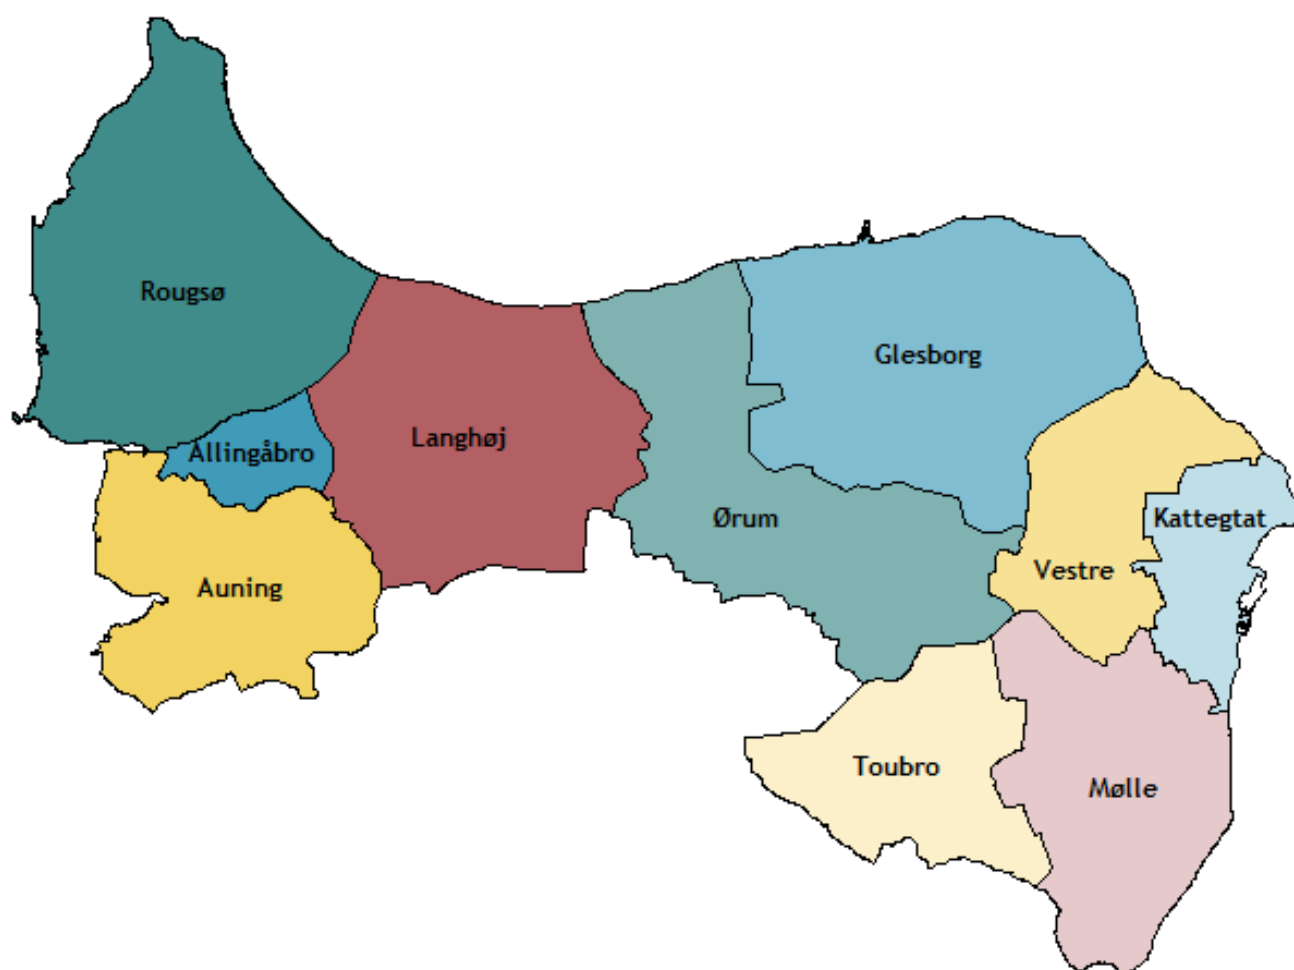 Rougsø
Glesborg
Langhøj
Allingåbro
Ørum
Kattegtat
Vestre
Auning
Toubro
Mølle